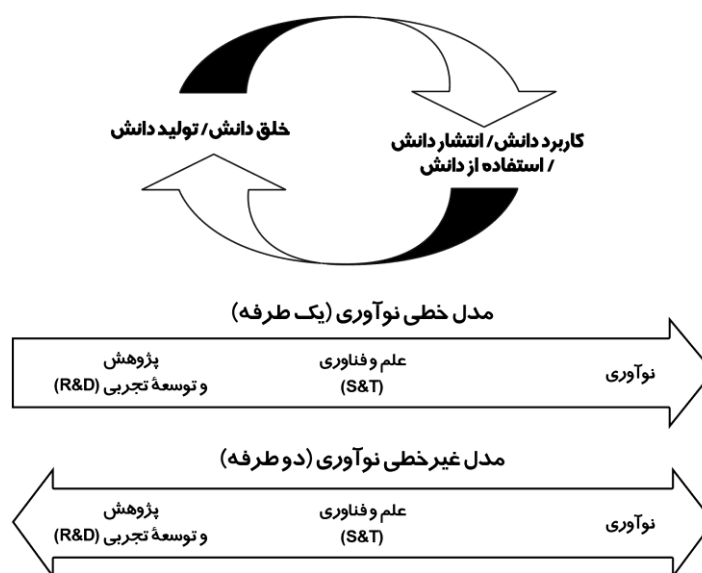 خلق دانش/ تولید دانش
کاربرد دانش/ انتشار دانش
/ استفاده از دانش
مدل خطی نوآوری (یک طرفه)
پژوهش
و توسعهٔ تجربی (R&D)
علم و فناوری
(S&T)
نوآوری
مدل غیرخطی نوآوری (دو طرفه)
پژوهش
و توسعهٔ تجربی (R&D)
علم و فناوری
(S&T)
نوآوری